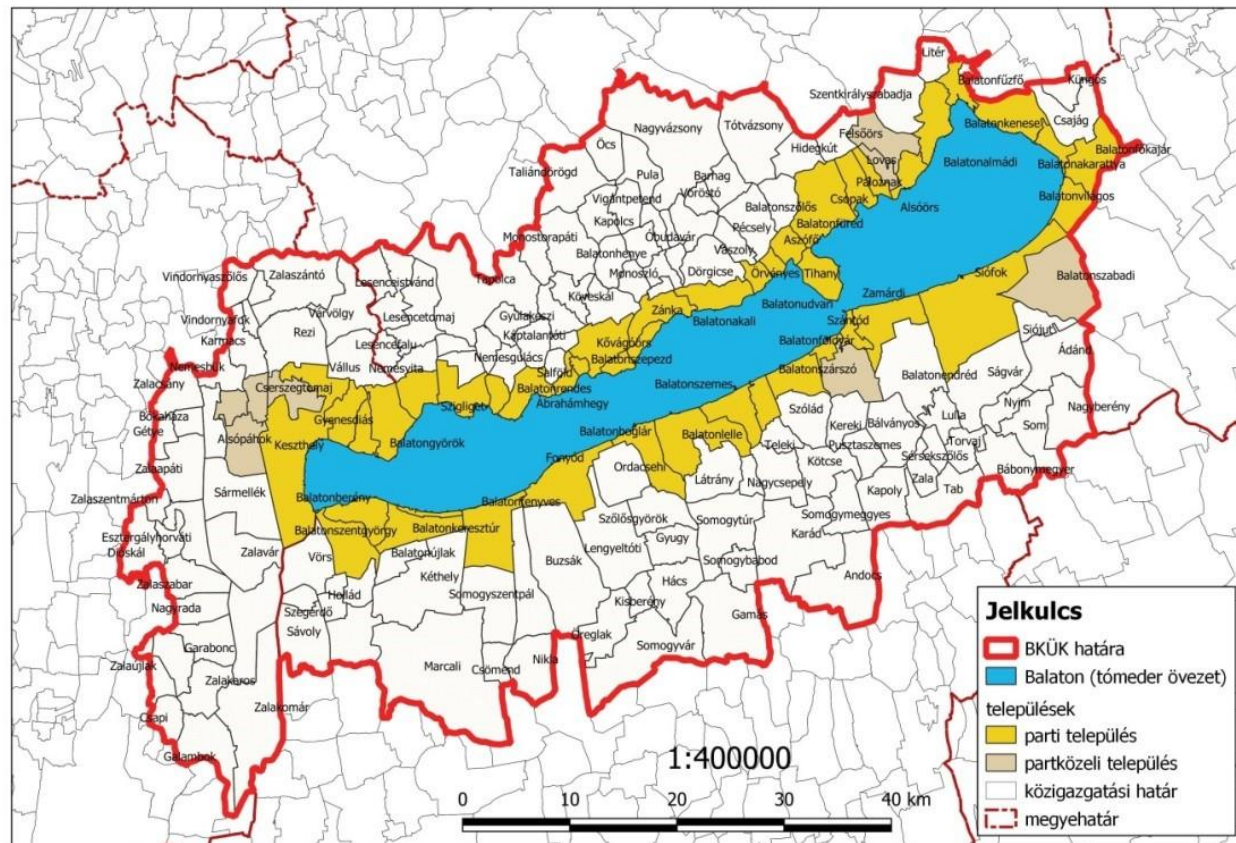 Litér
Balatonfűzfő
Küngös
Szentkirályszabadja
Csajág
Nagyvázsony
Tótvázsony
Felsőörs
Balatonkenese
Öcs
Hidegkút
Lovas
Balatonalmádi
Balatonfőkajár
Taliándörögd
Pula
Barnag
Paloznak
Balatonakarattya
Vigántpetend
Vöröstó
Csopak
Alsóörs
Balatonvilágos
Kapolcs
Balatonszőlős
Balatonfüred
Monostorapáti
Óbudavár
Pécsely
Aszófő
Balatonhenye
Vászoly
Vindornyaszőlős
Zalaszántó
Lesenceistvánd
Tapolca
Monoszló
Dörgicse
Örvényes
Tihany
Siófok
Balatonszabadi
Köveskál
Zamárdi
Vindornyafok
Várvölgy
Lesencetomaj
Gyulakeszi
Zánka
Balatonudvari
Karmacs
Rezi
Káptalantóti
Kővágóörs
Balatonakali
Szántód
Siójut
Lesencefalu
Nemesgulács
Balatonszepezd
Balatonföldvár
Ádánd
Nemesbük
Vállus
Nemesvita
Salföld
Balatonszárszó
Balatonendréd
Ságvár
Zalacsány
Cserszegtomaj
Balatonrendes
Balatonszemes
Bókaháza
Gyenesdiás
Szigliget
Ábrahámhegy
Szólád
Lulla
Nyim
Nagyberény
Gétye
Alsópáhok
Keszthely
Balatongyörök
Balatonboglár
Balatonlelle
Kereki
Bálványos
Som
Teleki
Pusztaszemes
Torvaj
Zalaapáti
Fonyód
Kötcse
Sérsekszőlős
Ordacsehi
Bábonymegyer
Sármellék
Látrány
Nagycsepely
Zala
Zalaszentmárton
Balatonberény
Balatonfenyves
Kapoly
Tab
Szőlősgyörök
Somogytúr
Somogymeggyes
Esztergályhorváti
Balatonszentgyörgy
Balatonkeresztúr
Gyugy
Karád
Dióskál
Zalavár
Vörs
Balatonújlak
Buzsák
Lengyeltóti
Somogybabod
Zalaszabar
Kéthely
Hács
Andocs
Nagyrada
Hollád
Somogyszentpál
Kisberény
Szegerdő
Gamás
Sávoly
Öreglak
Garabonc
Somogyvár
Zalaújlak
Marcali
Csömend
Nikla
Zalakaros
Zalakomár
Csapi
Galambok
1:400000
0 10 20 30 40 km
Jelkulcs
BKÜK határa
Balaton (tómeder övezet)
települések
parti település
partközeli település
közigazgatási határ
megyehatár